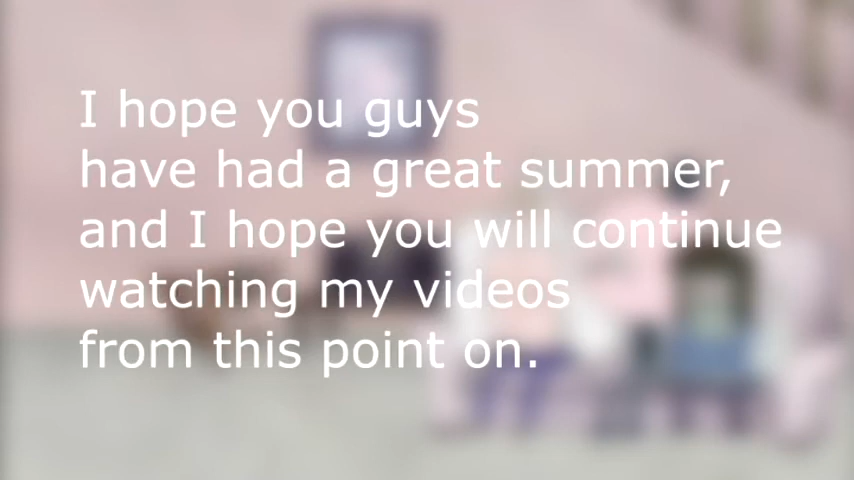 I hope you guys
have had a great summer,
and I hope you will continue
watching my videos
from this point on.